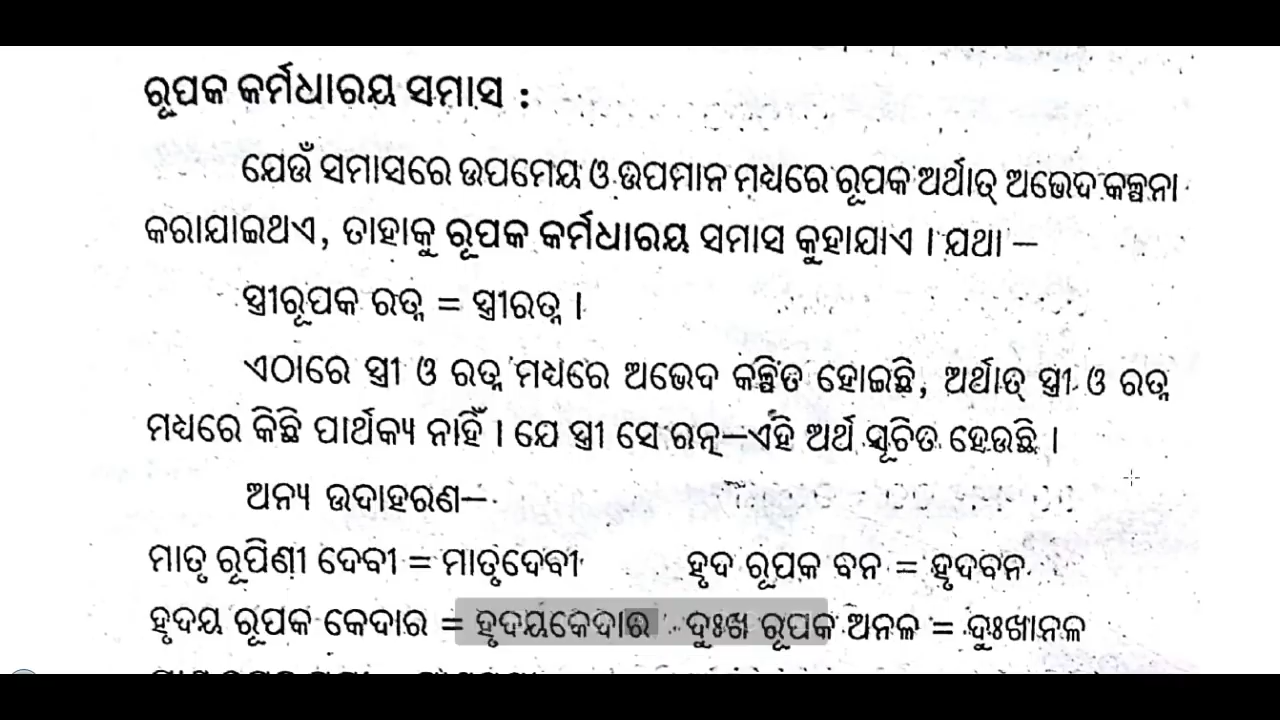 ରୂପକ କର୍ମଧାରୟ ସମାସ :
ଯେଉଁ ସମାସରେ ଉପମେୟ ଓ ଉପମାନ ମଧ୍ୟରେ ରୂପକ ଅର୍ଥାତ୍ ଅଭେଦ କଳ୍ପନା
କରାଯାଇଥାଏ, ତାହାକୁ ରୂପକ କର୍ମଧାରୟ ସମାସ କୁହାଯାଏ । ଯଥା –
ସ୍ତ୍ରୀରୂପକ ରତ୍ନ = ସ୍ତ୍ରୀରତ୍ନ ।
ଏଠାରେ ସ୍ତ୍ରୀ ଓ ରତ୍ନ ମଧ୍ୟରେ ଅଭେଦ କଳ୍ପିତ ହୋଇଛି, ଅର୍ଥାତ୍ ସ୍ତ୍ରୀ ଓ ରତ୍ନ
ମଧ୍ୟରେ କିଛି ପାର୍ଥକ୍ୟ ନାହିଁ । ଯେ ସ୍ତ୍ରୀ ସେ ରତ୍ନ–ଏହି ଅର୍ଥ ସୂଚିତ ହେଉଛି ।
ଅନ୍ୟ ଉଦାହରଣ–
ମାତୃ ରୂପିଣୀ ଦେବୀ = ମାତୃଦେବୀ ହୃଦ ରୂପକ ବନ = ହୃଦବନ
ହୃଦୟ ରୂପକ କେଦାର = ହୃଦୟକେଦାର ଦୁଃଖ ରୂପକ ଅନଳ = ଦୁଃଖାନଳ